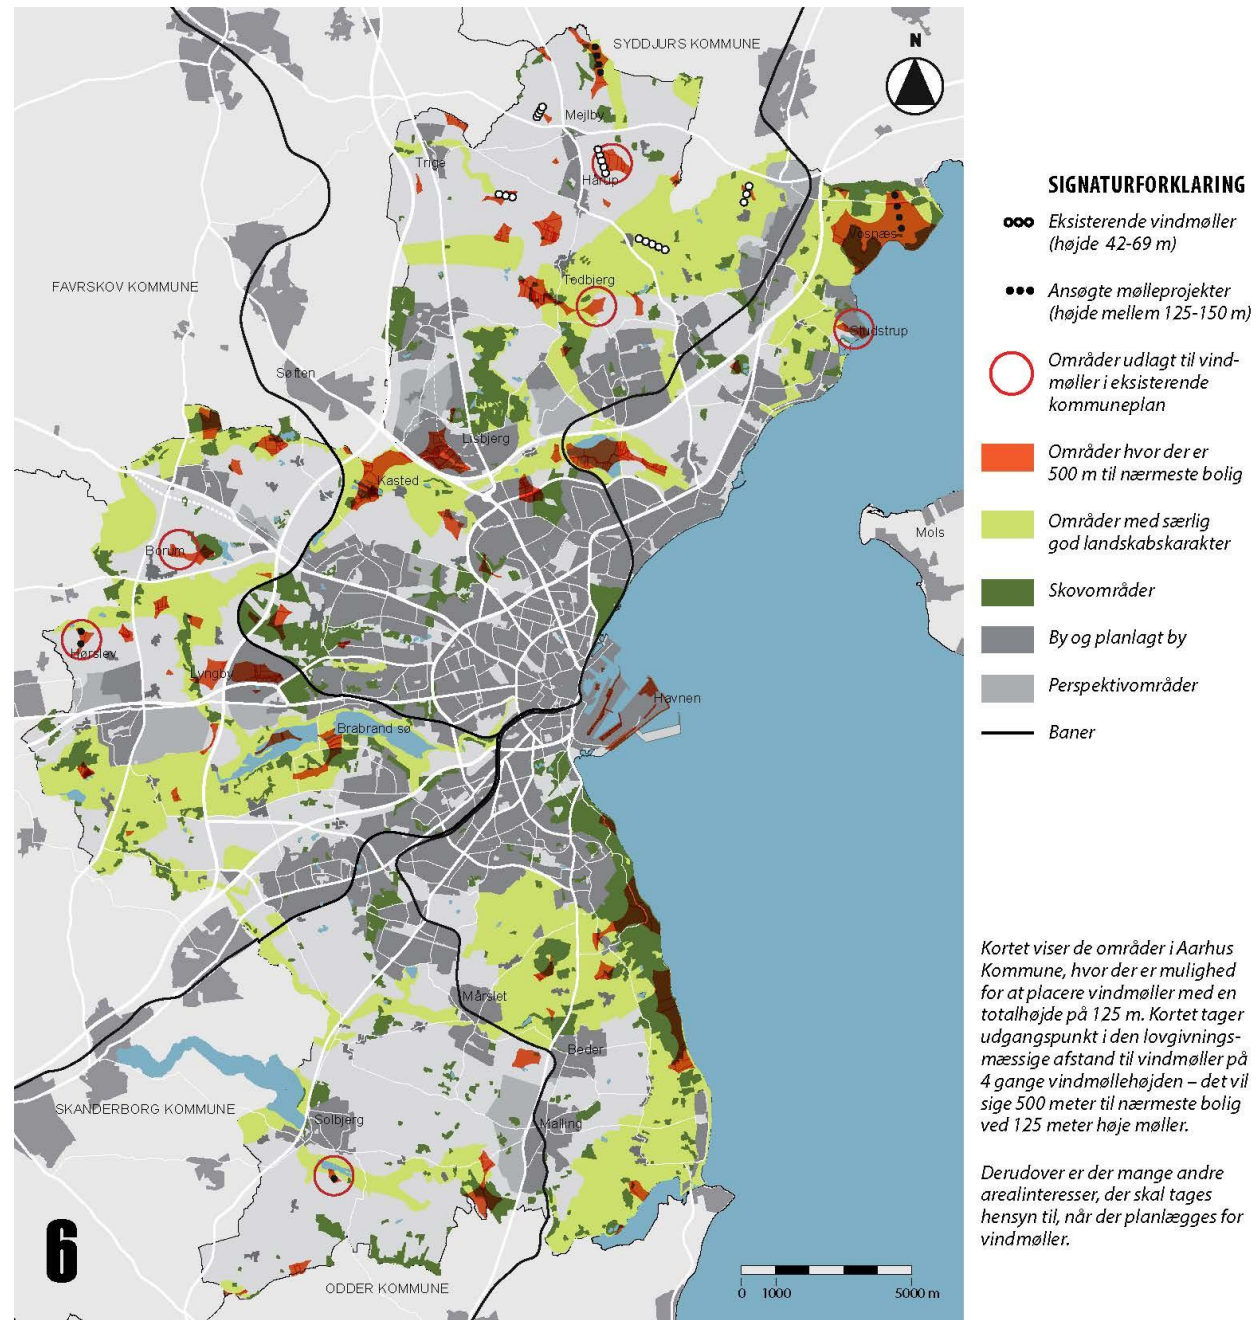 SYDDJURS KOMMUNE
N
Mejlby
Trige
Hårup
Vosnæs
FAVRSKOV KOMMUNE
Todbjerg
Studstrup
Søften
Lisbjerg
Kasted
Borum
Mols
Hørslev
Lyngby
Havnen
Brabrand sø
Mårslet
Beder
SKANDERBORG KOMMUNE
Solbjerg
Malling
6
ODDER KOMMUNE
0 1000 5000 m
SIGNATURFORKLARING
Eksisterende vindmøller
(højde 42-69 m)
Ansøgte mølleprojekter
(højde mellem 125-150 m)
Områder udlagt til vind-
møller i eksisterende
kommuneplan
Områder hvor der er
500 m til nærmeste bolig
Områder med særlig
god landskabskarakter
Skovområder
By og planlagt by
Perspektivområder
Baner
Kortet viser de områder i Aarhus
Kommune, hvor der er mulighed
for at placere vindmøller med en
totalhøjde på 125 m. Kortet tager
udgangspunkt i den lovgivnings-
mæssige afstand til vindmøller på
4 gange vindmøllehøjden – det vil
sige 500 meter til nærmeste bolig
ved 125 meter høje møller.
Derudover er der mange andre
arealinteresser, der skal tages
hensyn til, når der planlægges for
vindmøller.